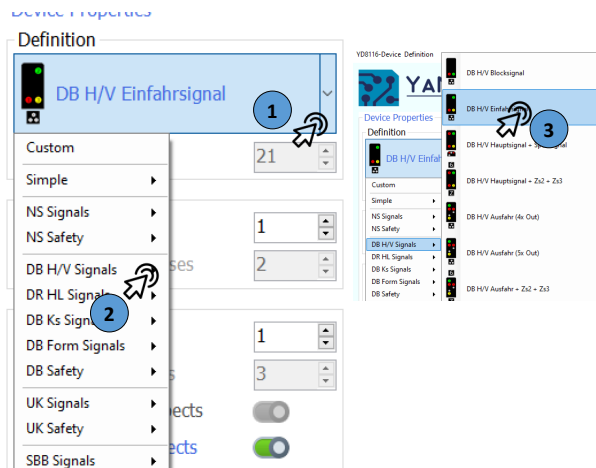 Device Properties
Definition
DB H/V Einfahrsignal
1
Custom
21
Simple
NS Signals
1
NS Safety
ses
2
DB H/V Signals
DR HL Signals
2
DB Ks
DB Form Signals
1
DB Safety
s
3
UK Signals
pects
UK Safety
ects
SBB Signals
YD8116-Device Definition
YA
Device Properties
Definition
DB H/V Einfah
Custom
Simple
NS Signals
NS Safety
DB H/V Signals
DR HL Signals
DB Ks Signals
DB Form Signals
DB Safety
DB H/V Blocksignal
DB H/V Einfah
3
DB H/V Hauptsignal + Sp
DB H/V Hauptsignal + Zs2 + Zs3
DB H/V Ausfahr (4x Out)
DB H/V Ausfahr (5x Out)
DB H/V Ausfahr + Zs2 + Zs3